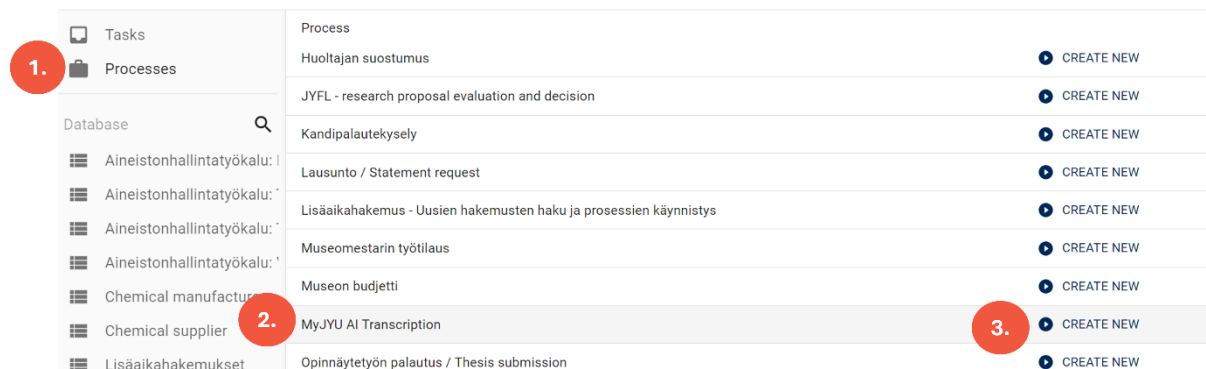 Tasks
1.
Processes
Database
Aineistonhallintatyökalu:
Aineistonhallintatyökalu:
Aineistonhallintatyökalu:
Aineistonhallintatyökalu:
Chemical
Chemical supplier
Lisäaikahakemukset
Process
Huoltajan suostumus CREATE NEW
JYFL - research proposal evaluation and decision CREATE NEW
Kandipalautekysely CREATE NEW
Lausunto / Statement request CREATE NEW
Lisäaikahakemus - Uusien hakemusten haku ja prosessien käynnistys CREATE NEW
Museomestarin työtilaus CREATE NEW
Museon budjetti CREATE NEW
2. MyJYU AI Transcription 3. CREATE NEW
Opinnäytetyön palautus / Thesis submission CREATE NEW